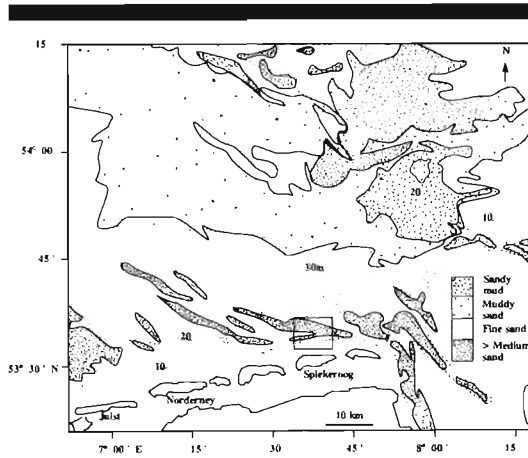 15
N
54° 00
20
10
45'
30m
Sandy mud
Muddy sand
Fine sand
> Medium sand
20
10
53° 30' N
Spiekeroog
Norderney
Juist
10 km
7° 00' E
15'
30
45'
8° 00'
15'